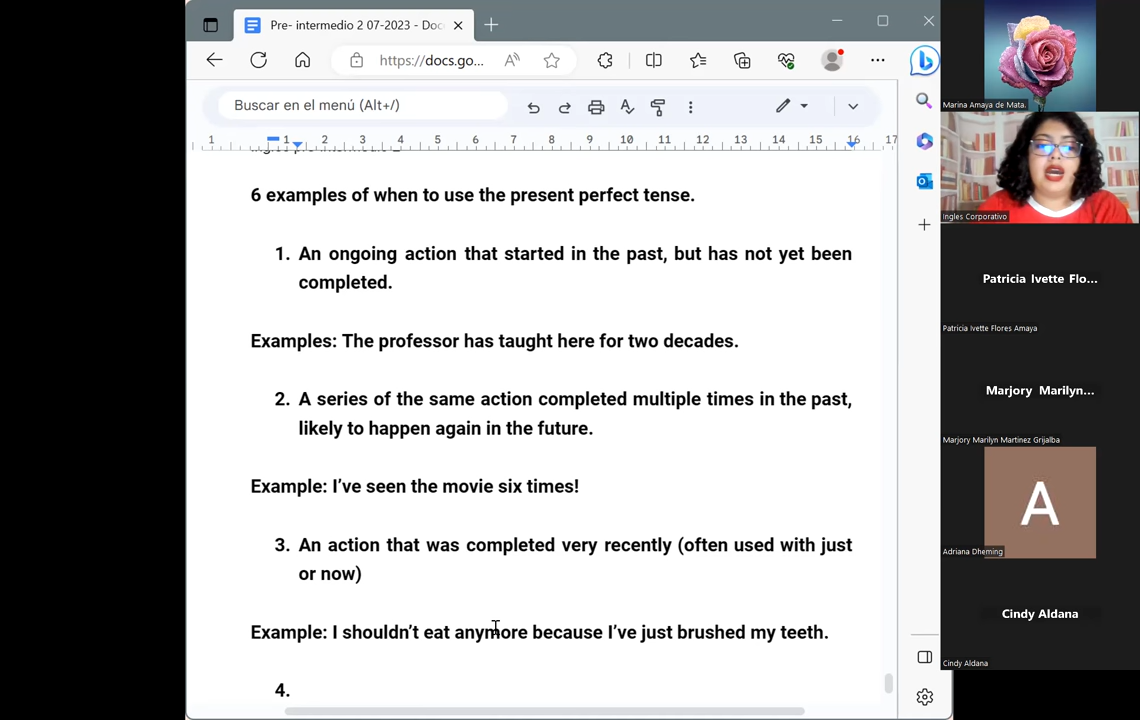 Pre- intermedio 2 07-2023 - Doc
https://docs.go...
Buscar en el menú (Alt+/)
1 1 2 3 4 5 6 7 8 9 10 11 12 13 14 15 16 17
6 examples of when to use the present perfect tense.
1. An ongoing action that started in the past, but has not yet been
completed.
Examples: The professor has taught here for two decades.
2. A series of the same action completed multiple times in the past,
likely to happen again in the future.
Example: I’ve seen the movie six times!
3. An action that was completed very recently (often used with just
or now)
Example: I shouldn’t eat anymore because I’ve just brushed my teeth.
4.
Marina Amaya de Mata.
Ingles Corporativo
Patricia Ivette Flo...
Patricia Ivette Flores Amaya
Marjory Marilyn...
Marjory Marilyn Martinez Grijalba
A
Adriana Dheming
Cindy Aldana
Cindy Aldana